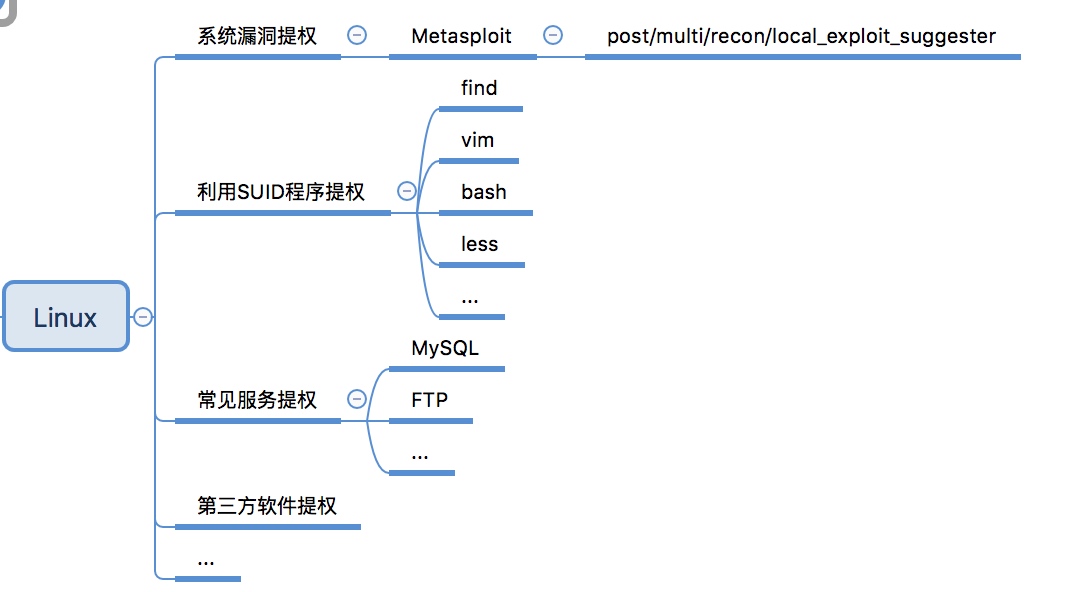 系统漏洞提权
Metasploit
post/multi/recon/local_exploit_suggester
find
vim
利用SUID程序提权
bash
less
...
Linux
MySQL
常见服务提权
FTP
...
第三方软件提权
...